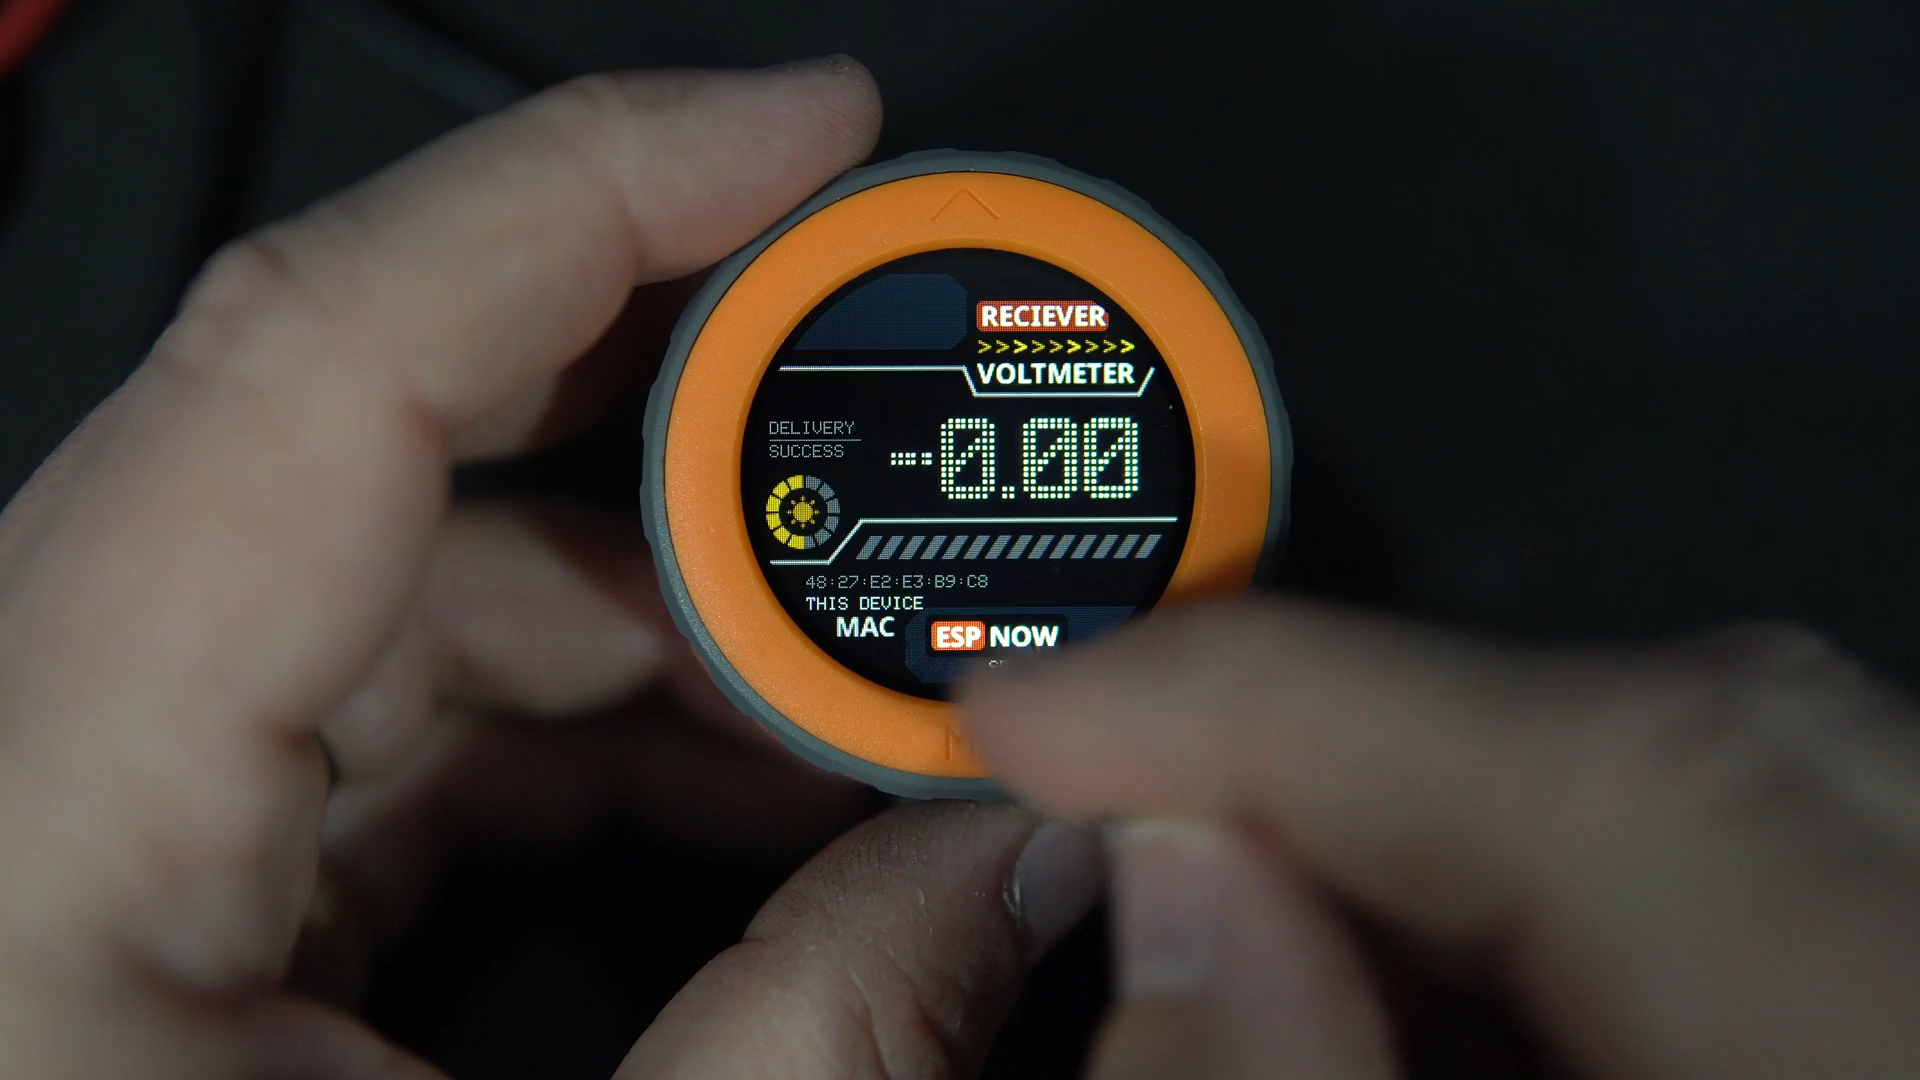 RECIEVER
>>>>>>>>>
VOLTMETER
DELIVERY
SUCCESS
-0.00
48:27:E2:E3:B9:C8
THIS DEVICE
MAC
ESP NOW